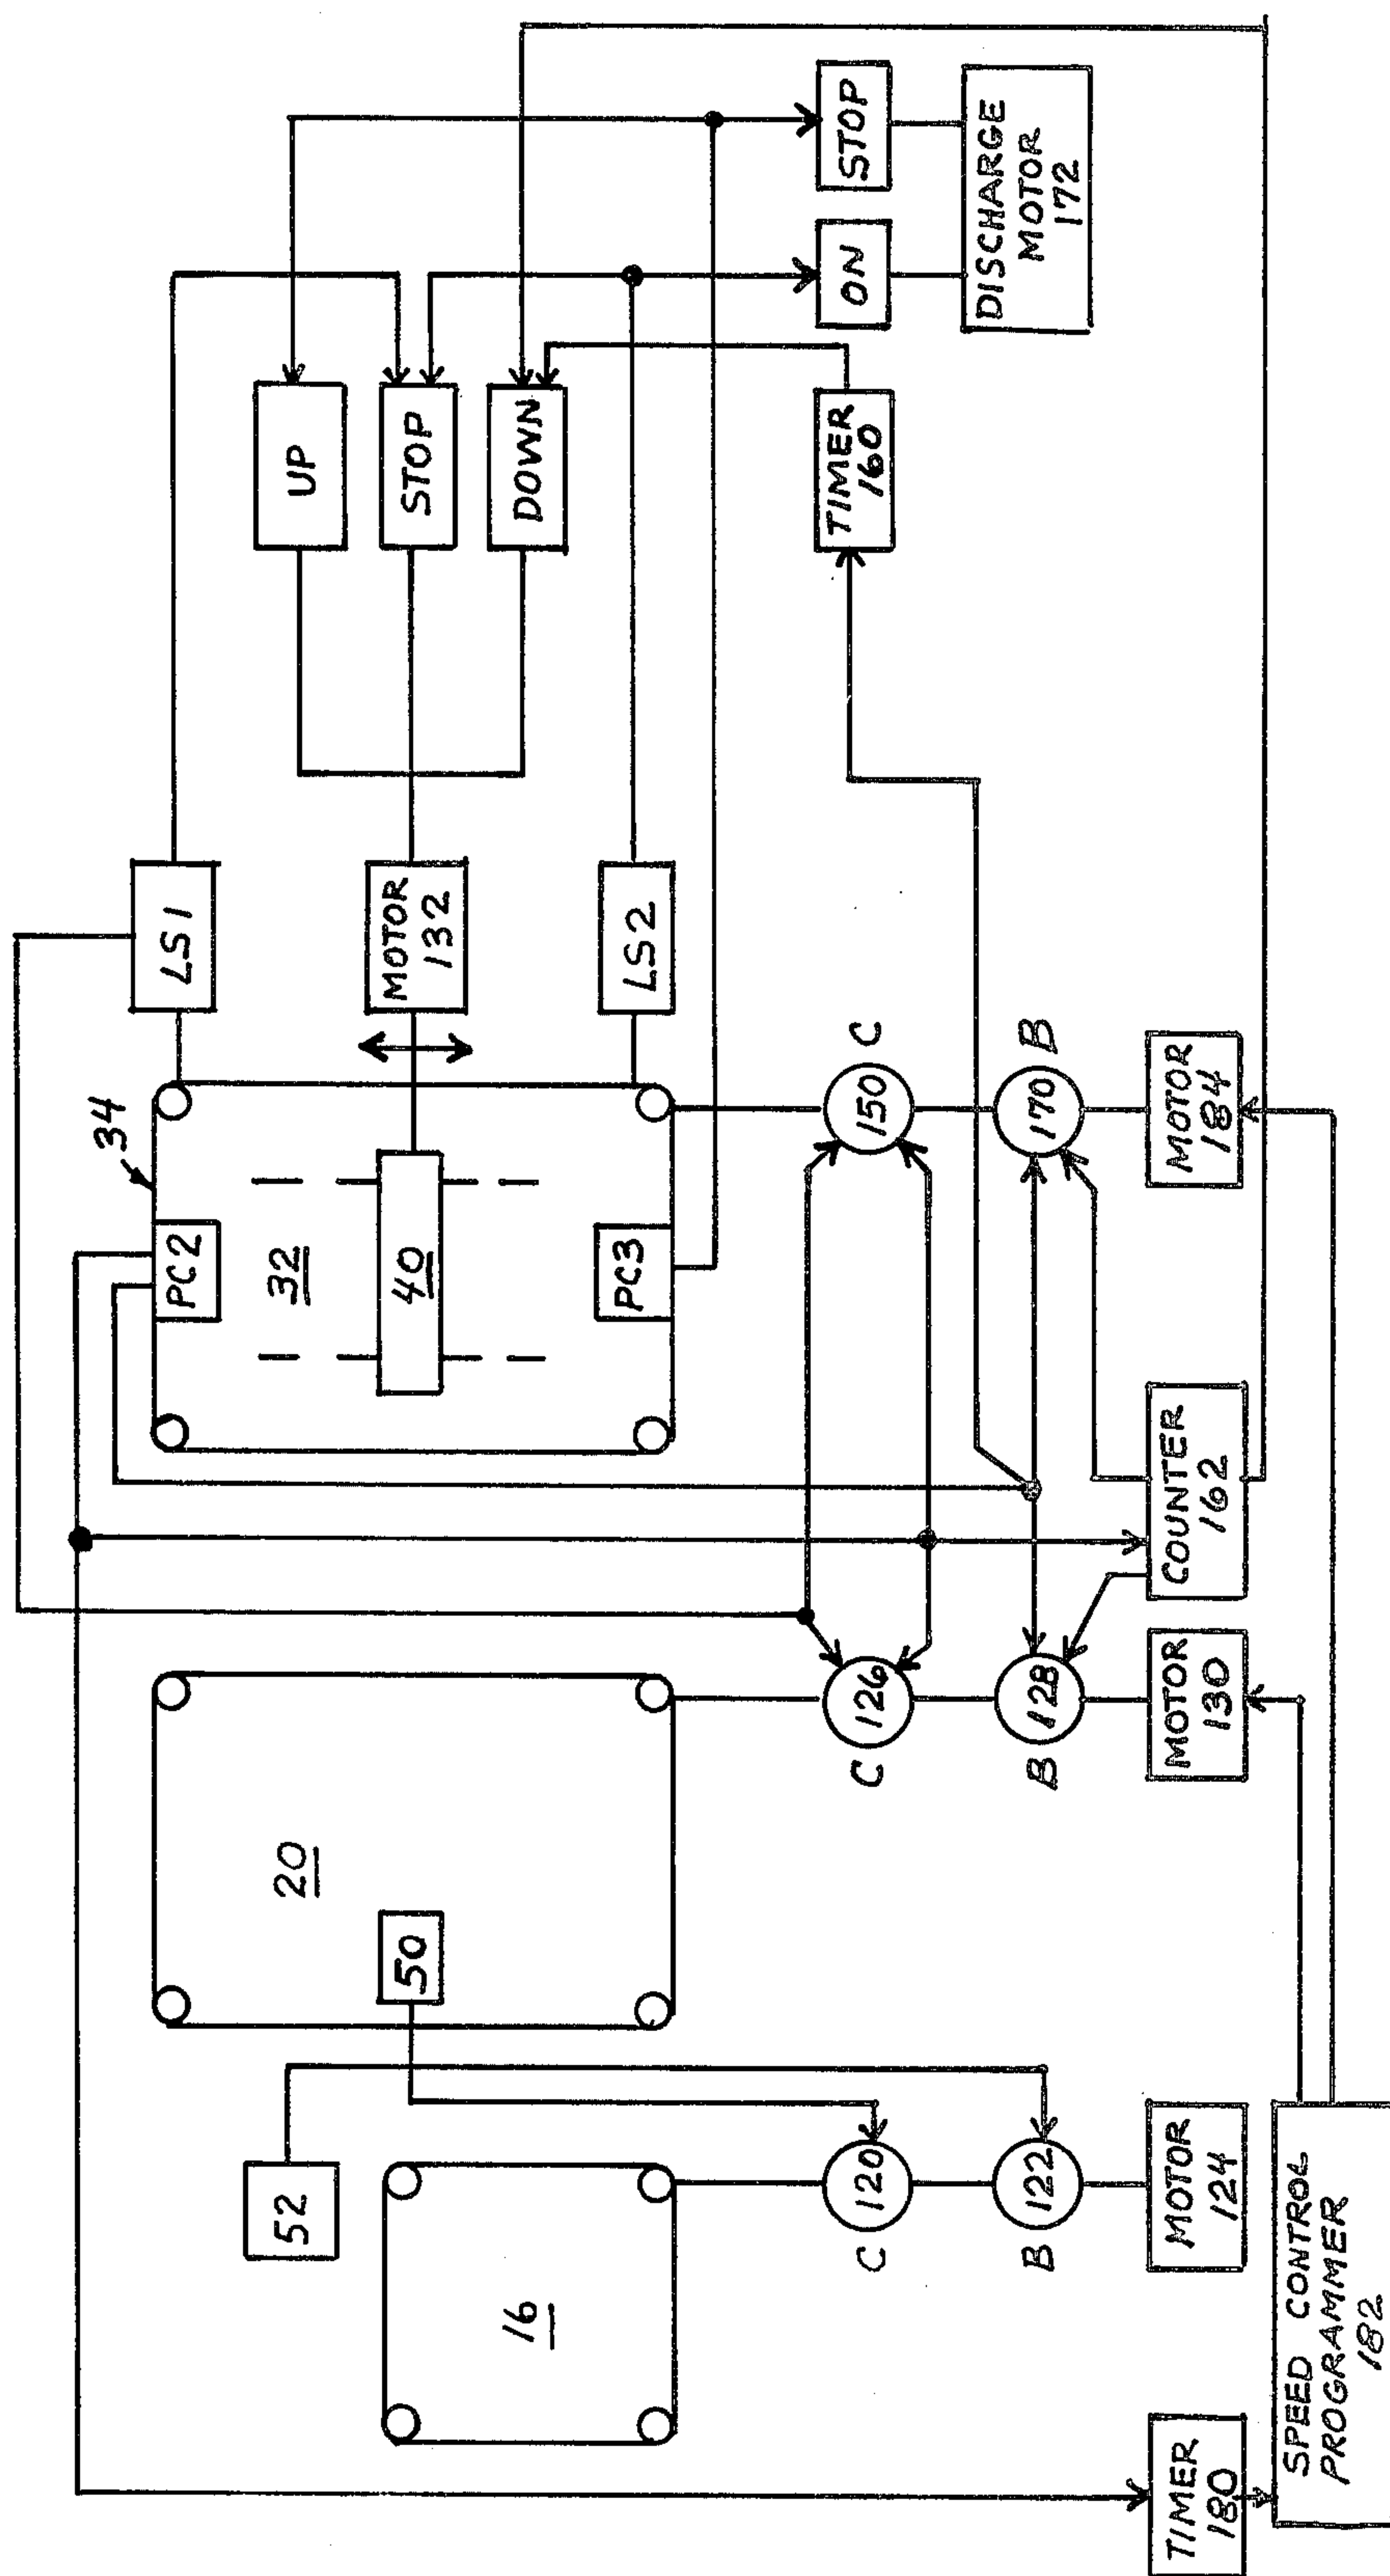 34
PC2
LS1
52
20
32
UP
50
40
MOTOR
132
STOP
16
DOWN
PC3
LS2
C
120
C
126
150
C
TIMER
160
ON
STOP
B
122
B
128
170
B
DISCHARGE
MOTOR
172
TIMER
180
MOTOR
124
MOTOR
130
COUNTER
162
MOTOR
184
SPEED CONTROL
PROGRAMMER
182